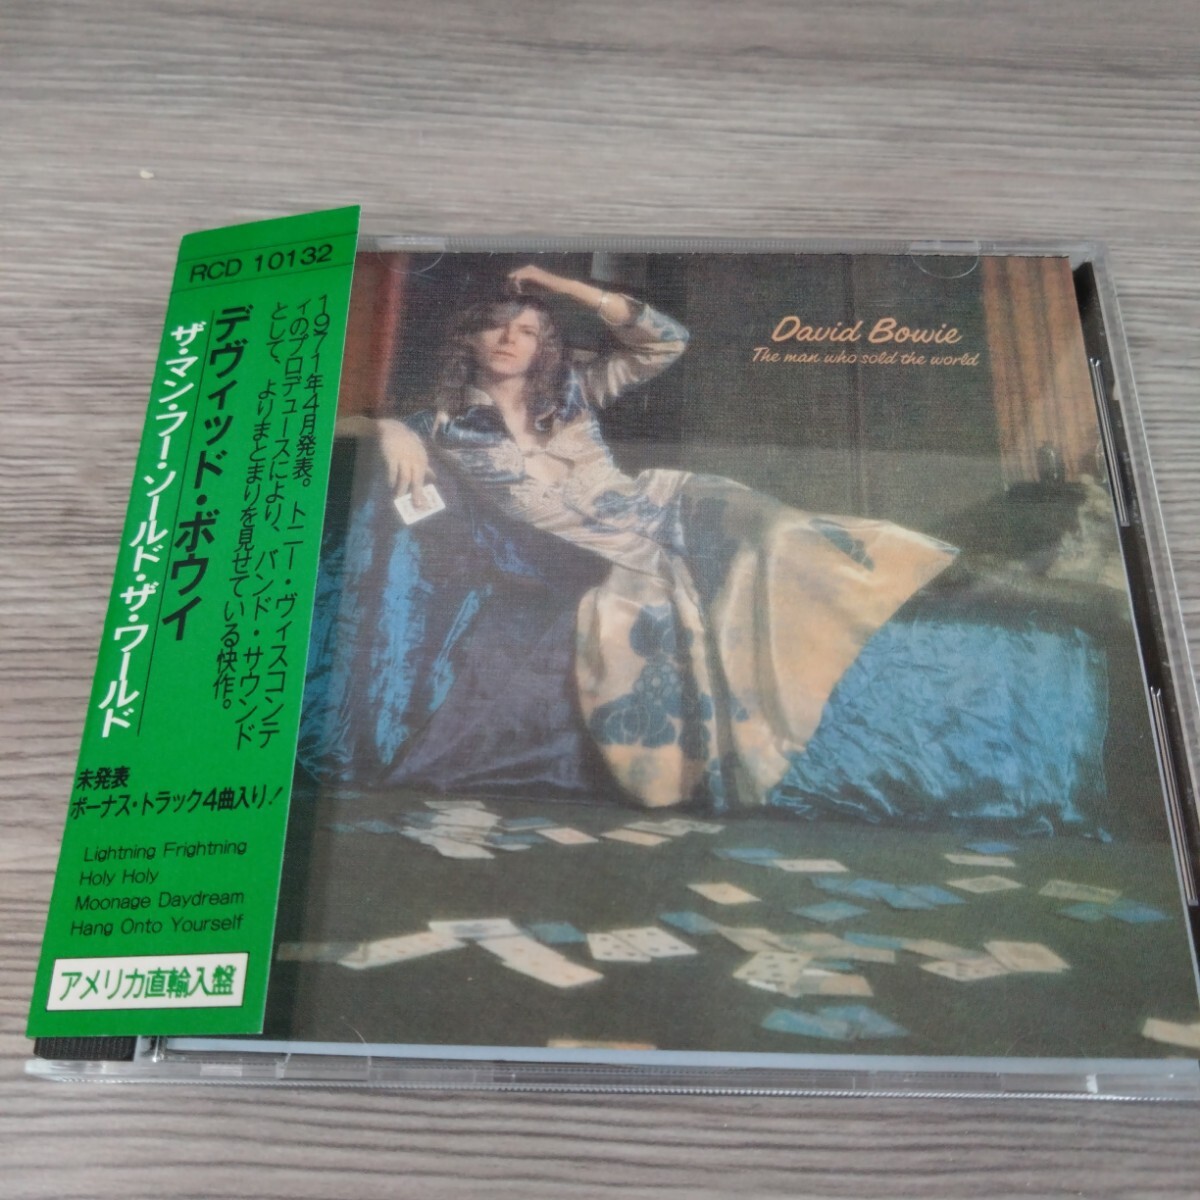 RCD 10132
デヴィッド・ボウイ
ザ・マン・フー・ソールド・ザ・ワールド
1971年4月発表。トニー・ヴィスコンテ
ィのプロデュースにより、バンド・サウンド
として、よりまとまりを見せている快作。
未発表
ボーナス・トラック4曲入り!
Lightning Frightning
Holy Holy
Moonage Daydream
Hang Onto Yourself
アメリカ直輸入盤
David Bowie
The man who sold the world